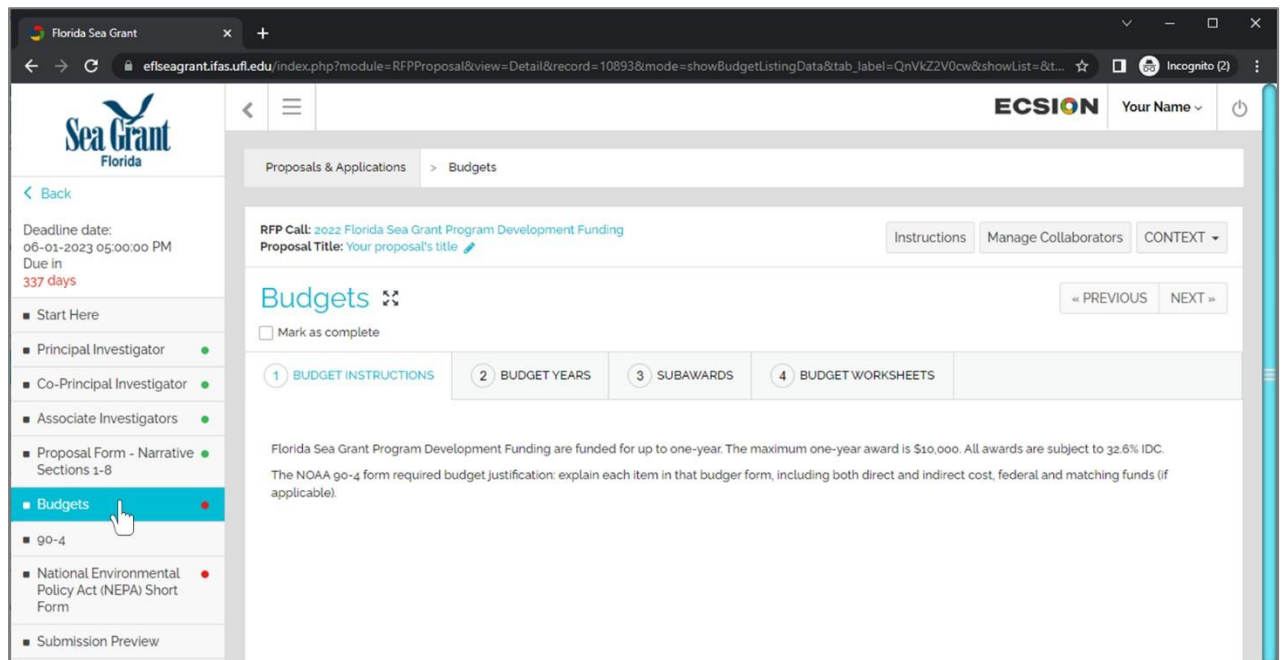 Florida Sea Grant
eflseagrant.ifas.ufl.edu/index.php?module=RFPProposal&view=Detail&record=10893&mode=showBudgetListingData&tab_label=QnVkZ2V0cw&showList=&t...
Incognito (2)
Sea Grant
Florida
ECSION
Your Name
Proposals & Applications > Budgets
Back
Deadline date:
06-01-2023 05:00:00 PM
Due in
337 days
RFP Call: 2022 Florida Sea Grant Program Development Funding
Proposal Title: Your proposal's title
Instructions
Manage Collaborators
CONTEXT
Budgets
« PREVIOUS
NEXT »
Mark as complete
1 BUDGET INSTRUCTIONS
2 BUDGET YEARS
3 SUBAWARDS
4 BUDGET WORKSHEETS
Florida Sea Grant Program Development Funding are funded for up to one-year. The maximum one-year award is $10,000. All awards are subject to 32.6% IDC.
The NOAA 90-4 form required budget justification: explain each item in that budger form, including both direct and indirect cost, federal and matching funds (if
applicable).
Start Here
Principal Investigator
Co-Principal Investigator
Associate Investigators
Proposal Form - Narrative
Sections 1-8
Budgets
90-4
National Environmental
Policy Act (NEPA) Short
Form
Submission Preview